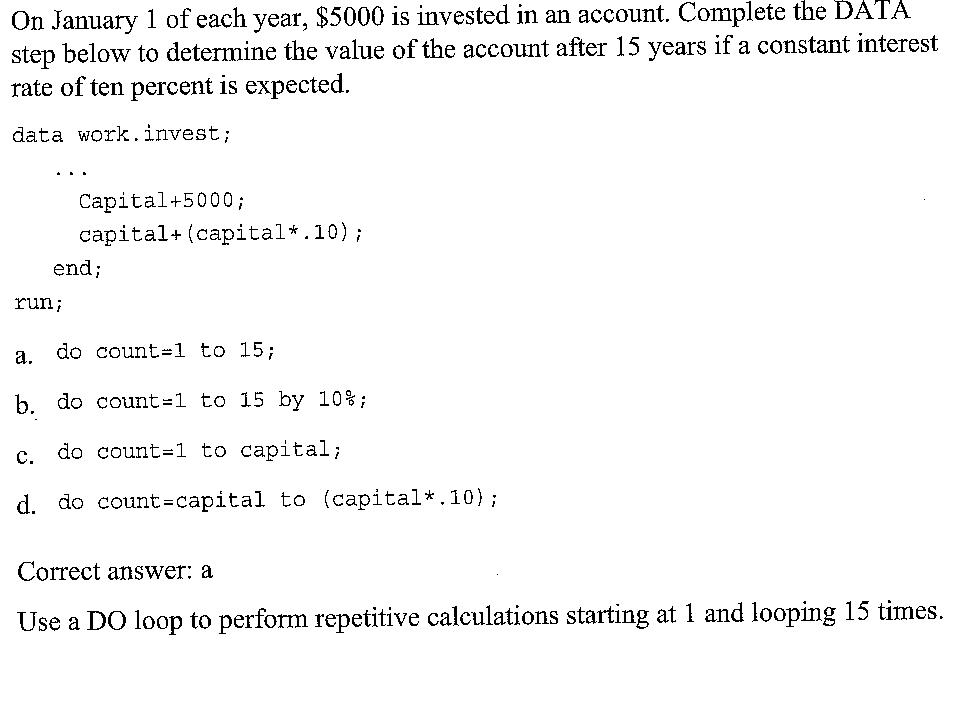 On January 1 of each year, $5000 is invested in an account. Complete the DATA
step below to determine the value of the account after 15 years if a constant interest
rate of ten percent is expected.
data work.invest;
...
Capital+5000;
capital+(capital*.10);
end;
run;
a. do count=1 to 15;
b. do count=1 to 15 by 10%;
c. do count=1 to capital;
d. do count=capital to (capital*.10);
Correct answer: a
Use a DO loop to perform repetitive calculations starting at 1 and looping 15 times.